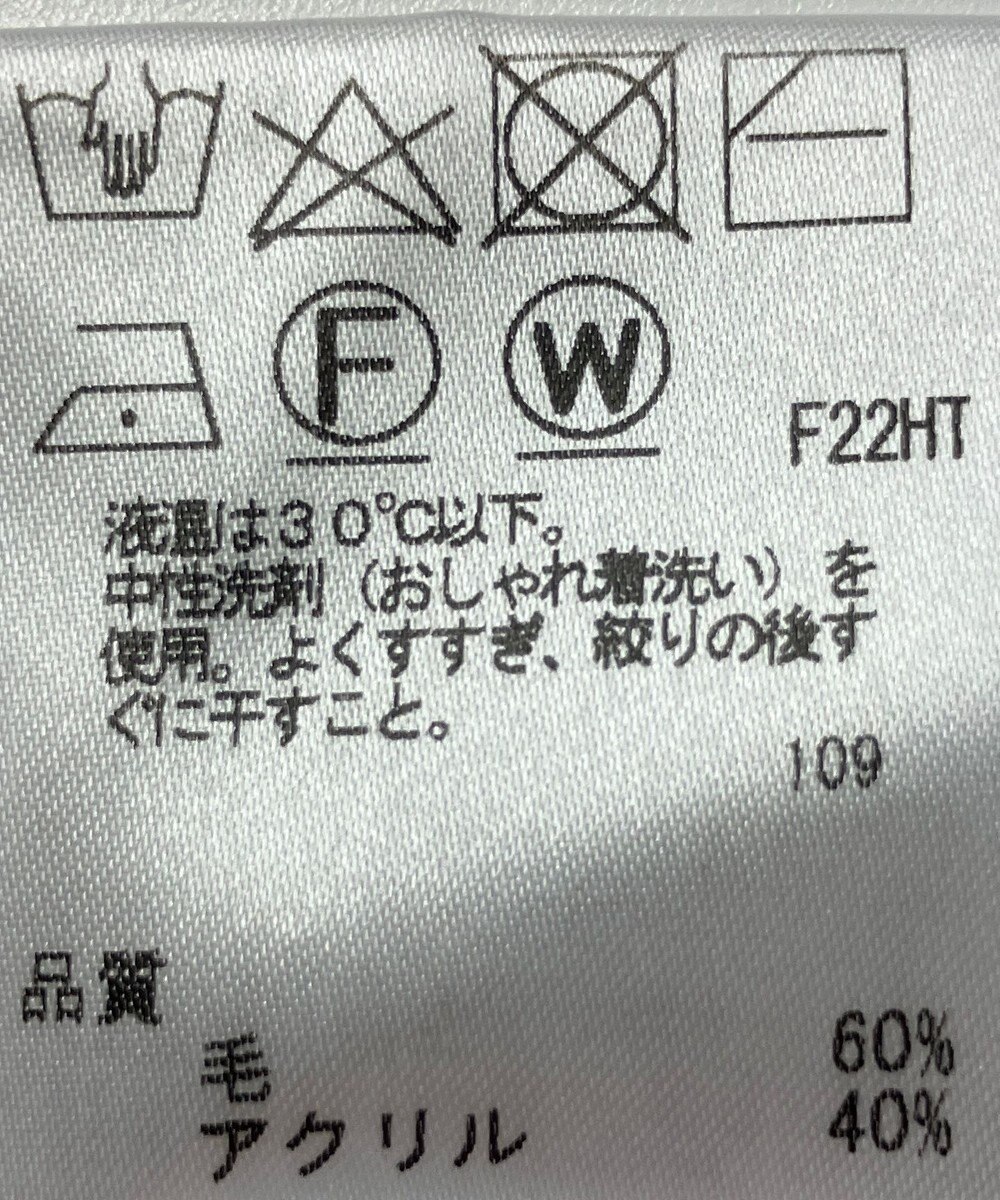 F
W
F22HT
液温は30℃以下。
中性洗剤（おしゃれ着洗い）を
使用。よくすすぎ、絞りの後す
ぐに干すこと。
109
品質
毛 60%
アクリル 40%